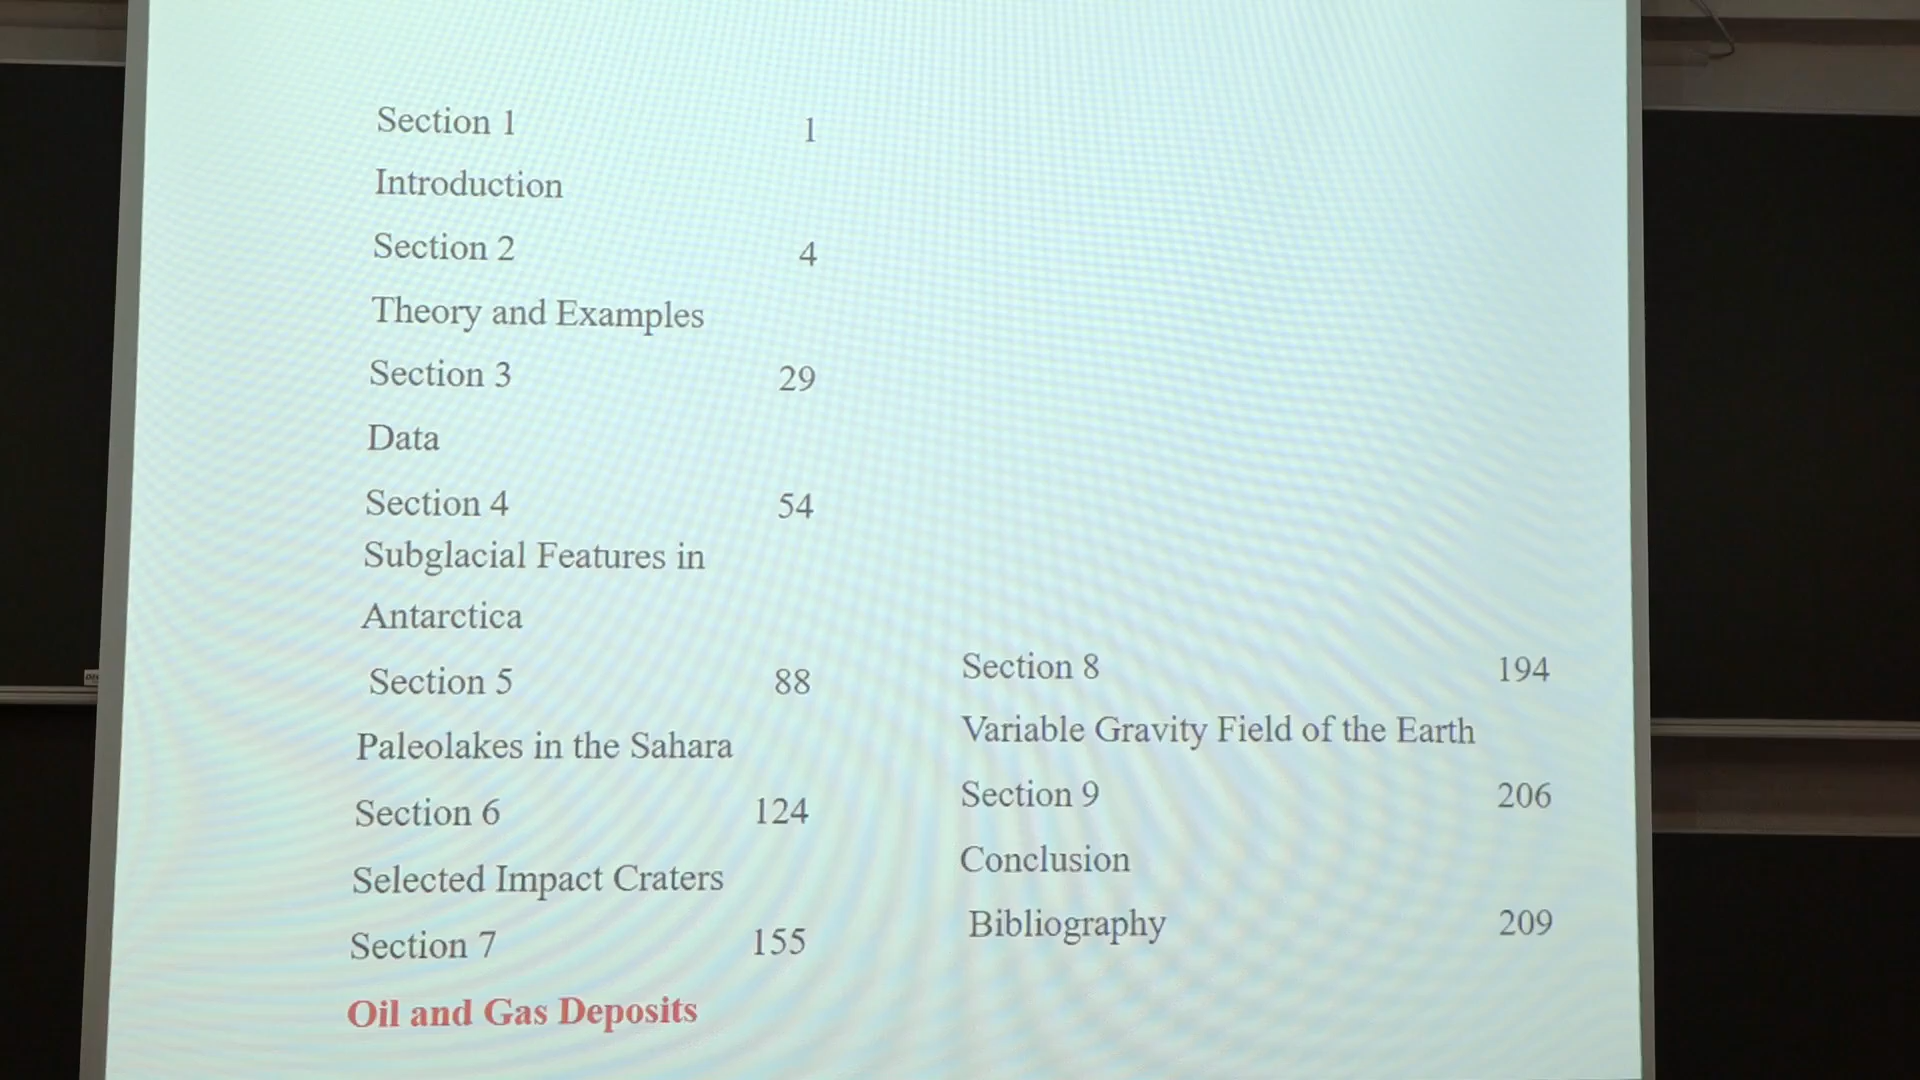 Section 1 1
Introduction
Section 2 4
Theory and Examples
Section 3 29
Data
Section 4 54
Subglacial Features in
Antarctica
Section 5 88
Paleolakes in the Sahara
Section 6 124
Selected Impact Craters
Section 7 155
Oil and Gas Deposits
Section 8 194
Variable Gravity Field of the Earth
Section 9 206
Conclusion
Bibliography 209